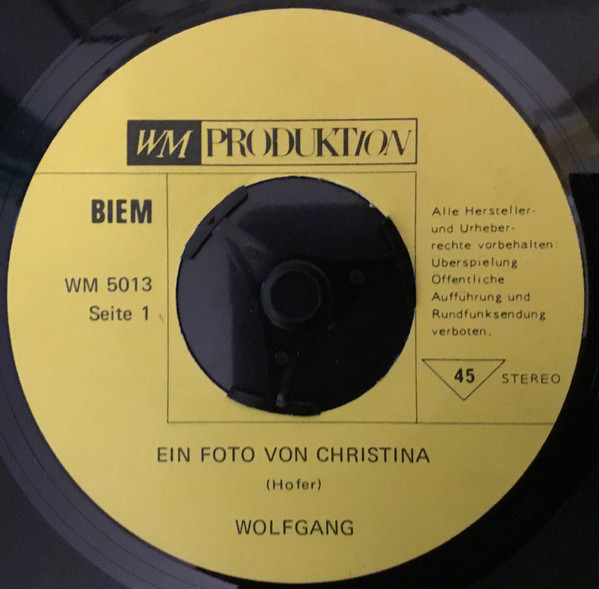 WM PRODUKTION
BIEM
WM 5013
Seite 1
Alle Hersteller-
und Urheber-
rechte vorbehalten:
Uberspielung
Öffentliche
Aufführung und
Rundfunksendung
verboten.
45 STEREO
EIN FOTO VON CHRISTINA
(Hofer)
WOLFGANG